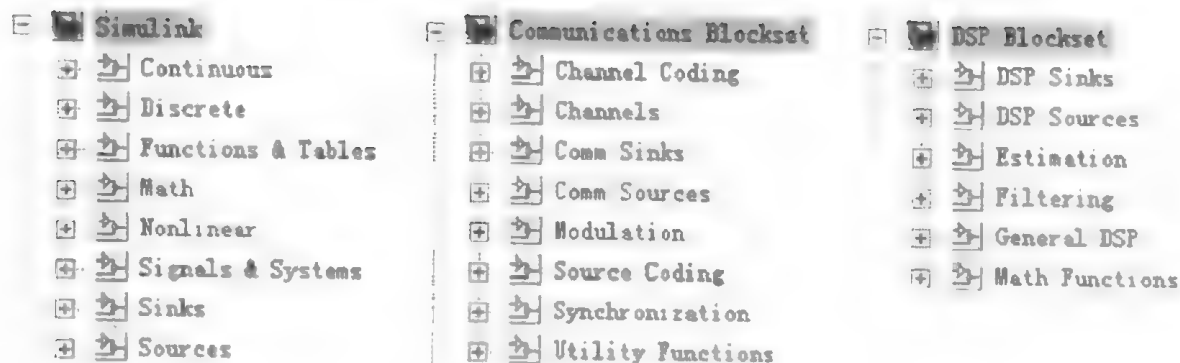 Simulink
Continuous
Discrete
Functions & Tables
Math
Nonlinear
Signals & Systems
Sinks
Sources
Communications Blockset
Channel Coding
Channels
Comm Sinks
Comm Sources
Modulation
Source Coding
Synchronization
Utility Functions
DSP Blockset
DSP Sinks
DSP Sources
Estimation
Filtering
General DSP
Math Functions